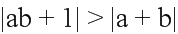 |ab + 1| > |a + b|